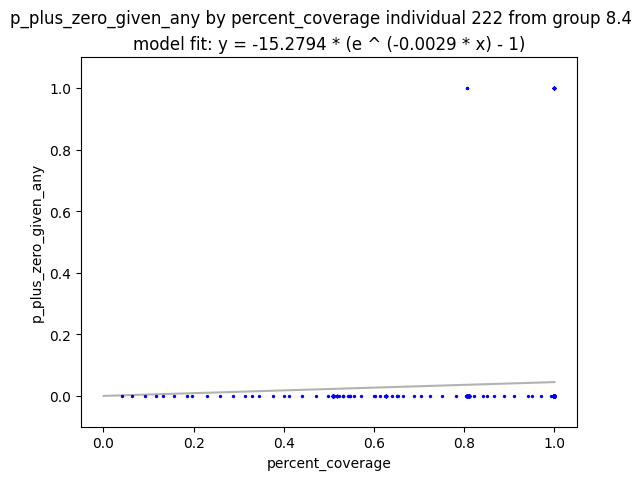 p_plus_zero_given_any by percent_coverage individual 222 from group 8.4
model fit: y = -15.2794 * (e ^ (-0.0029 * x) - 1)
p_plus_zero_given_any
1.0
0.8
0.6
0.4
0.2
0.0
0.0 0.2 0.4 0.6 0.8 1.0
percent_coverage